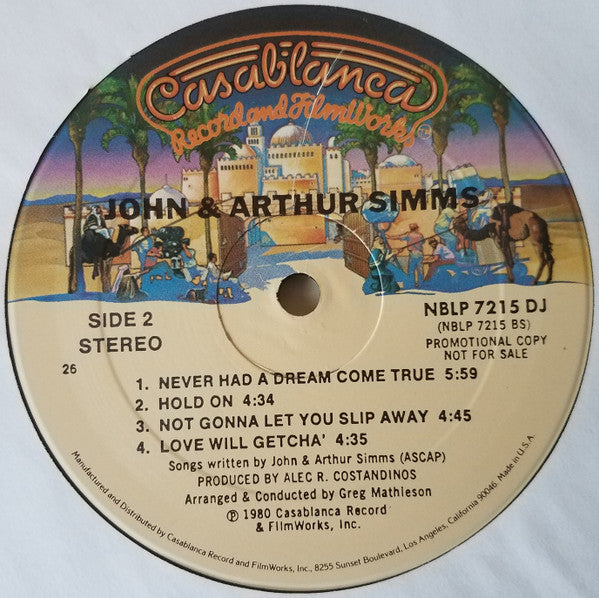 Casablanca
Record and FilmWorks
TM
JOHN & ARTHUR SIMMS
SIDE 2
STEREO
NBLP 7215 DJ
(NBLP 7215 BS)
PROMOTIONAL COPY
NOT FOR SALE
26
1. NEVER HAD A DREAM COME TRUE 5:59
2. HOLD ON 4:34
3. NOT GONNA LET YOU SLIP AWAY 4:45
4. LOVE WILL GETCHA' 4:35
Songs written by John & Arthur Simms (ASCAP)
PRODUCED BY ALEC R. COSTANDINOS
Arranged & Conducted by Greg Mathieson
℗ 1980 Casablanca Record
& FilmWorks, Inc.
Manufactured and Distributed by Casablanca Record and FilmWorks, Inc., 8255 Sunset Boulevard, Los Angeles, California 90046. Made in U.S.A.